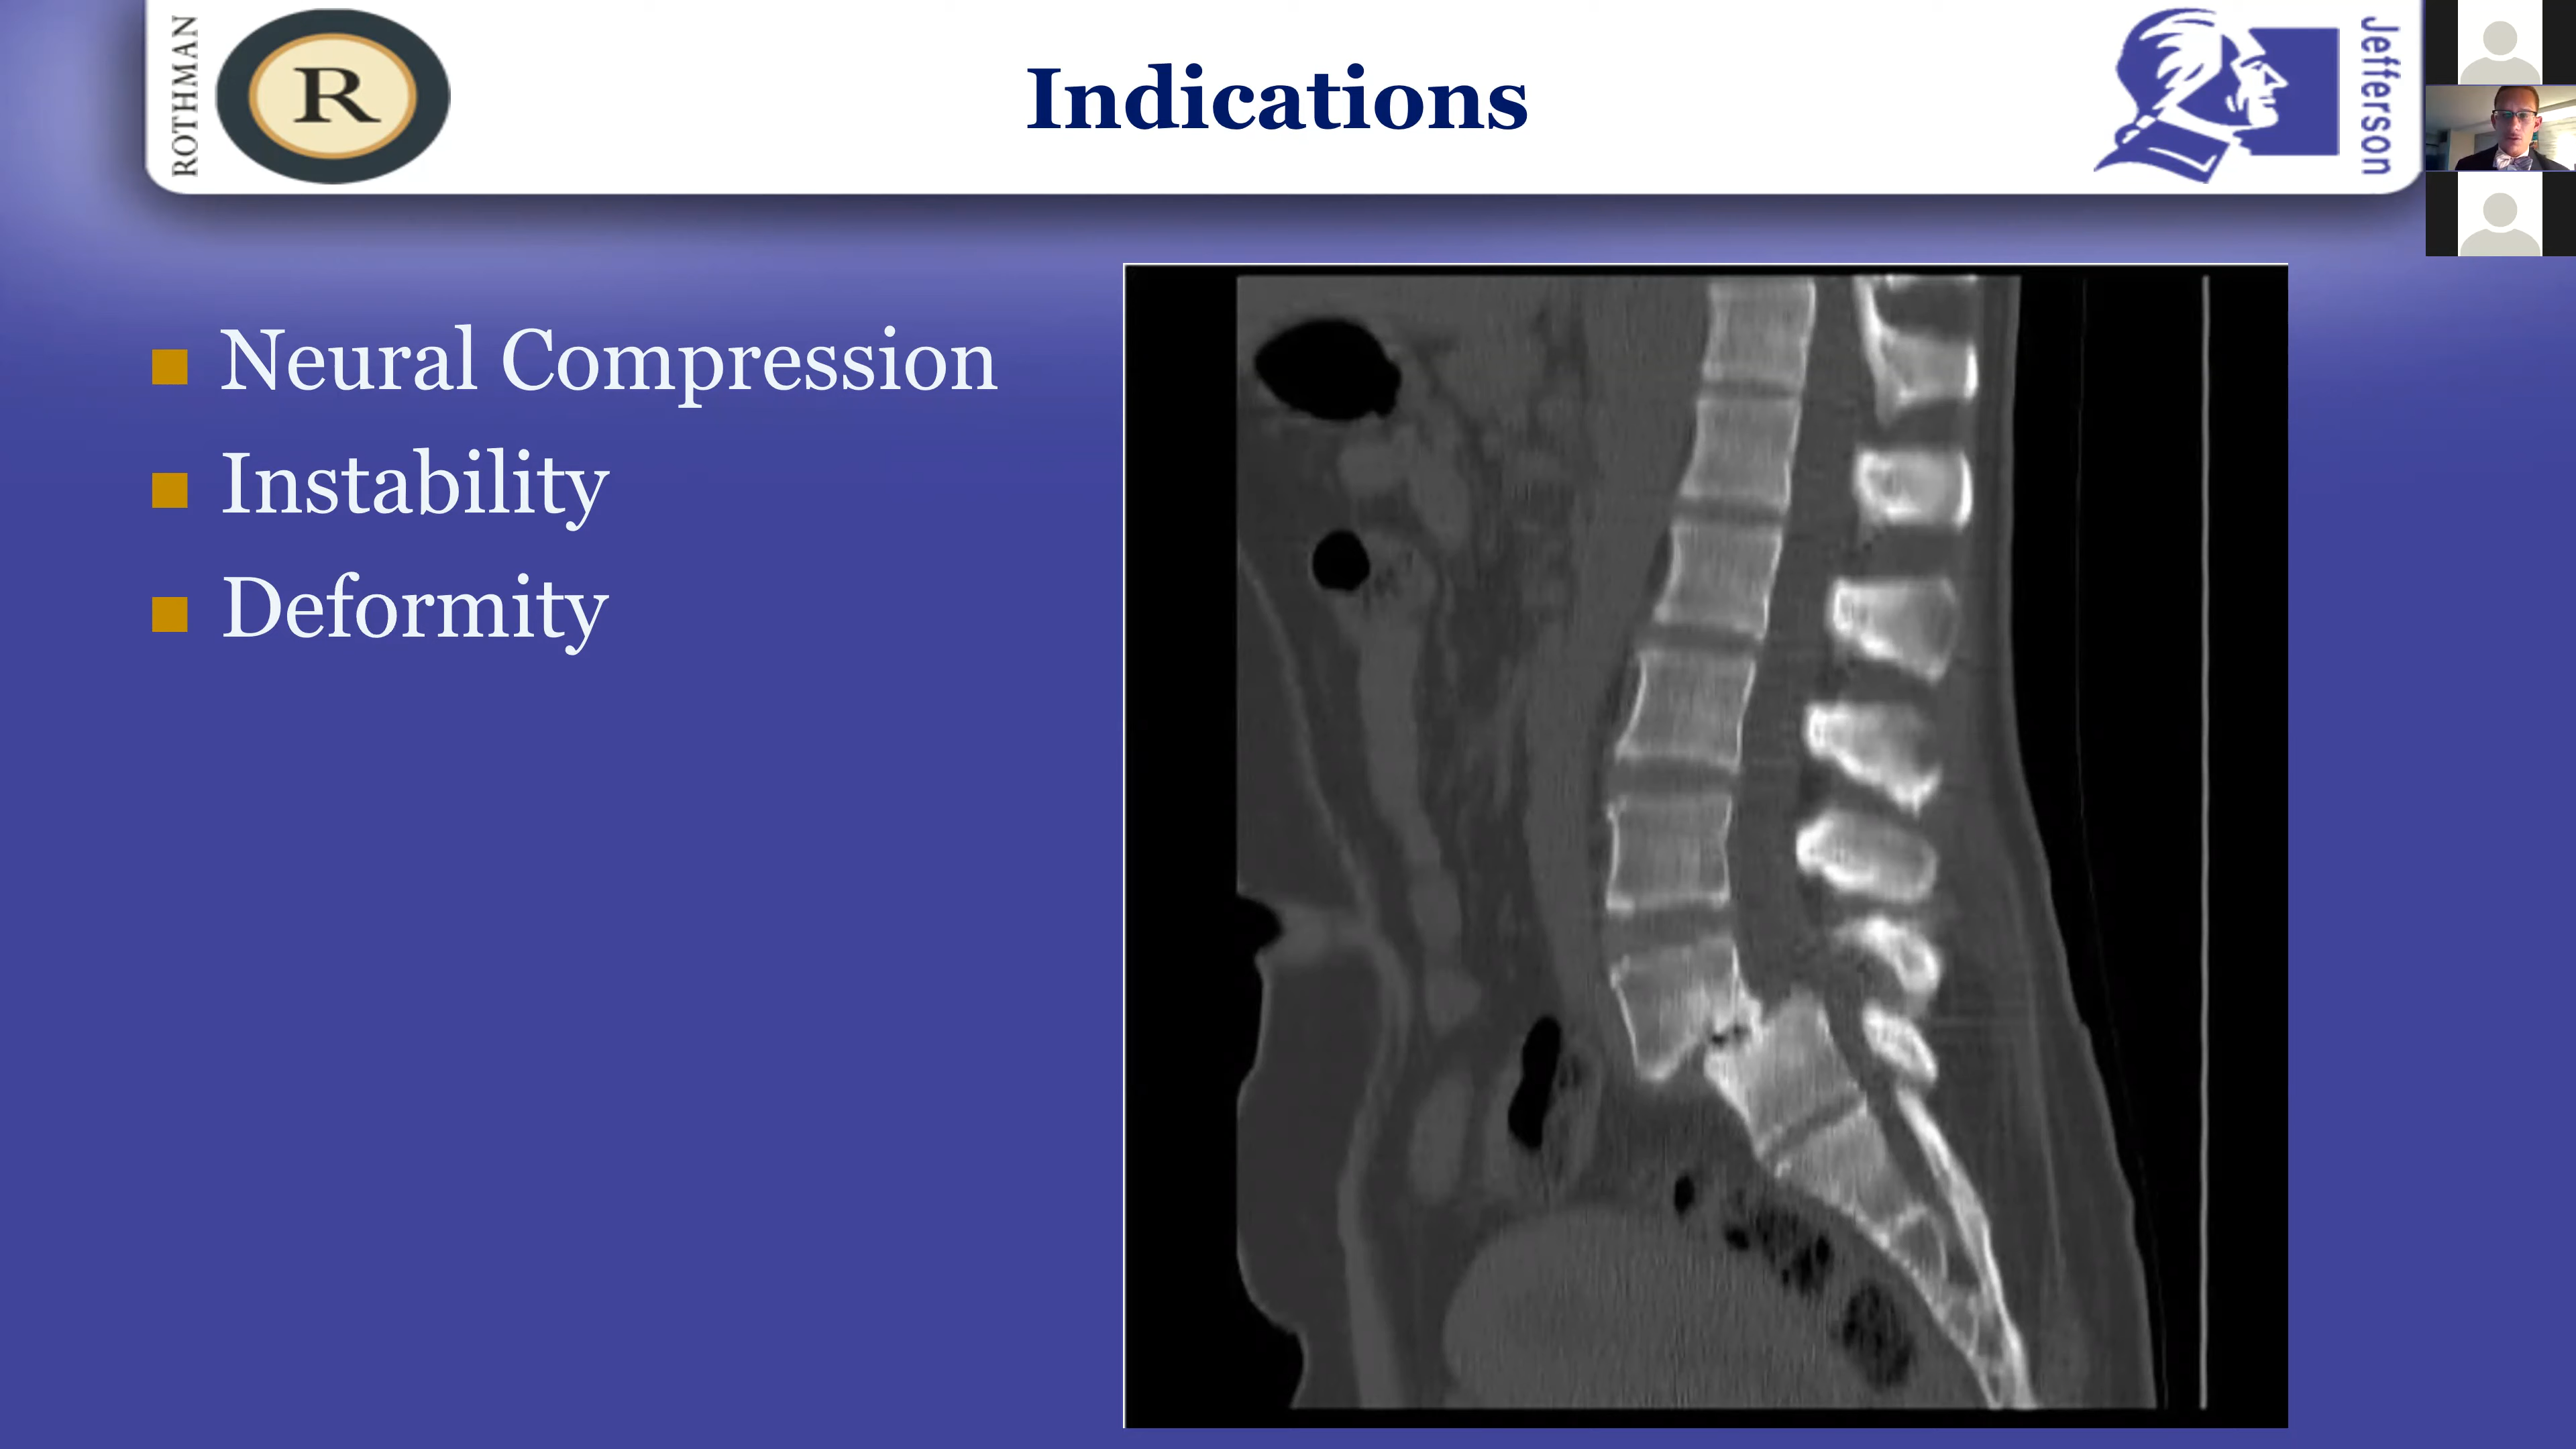 ROTHMAN
R
Indications
Jefferson
Neural Compression
Instability
Deformity